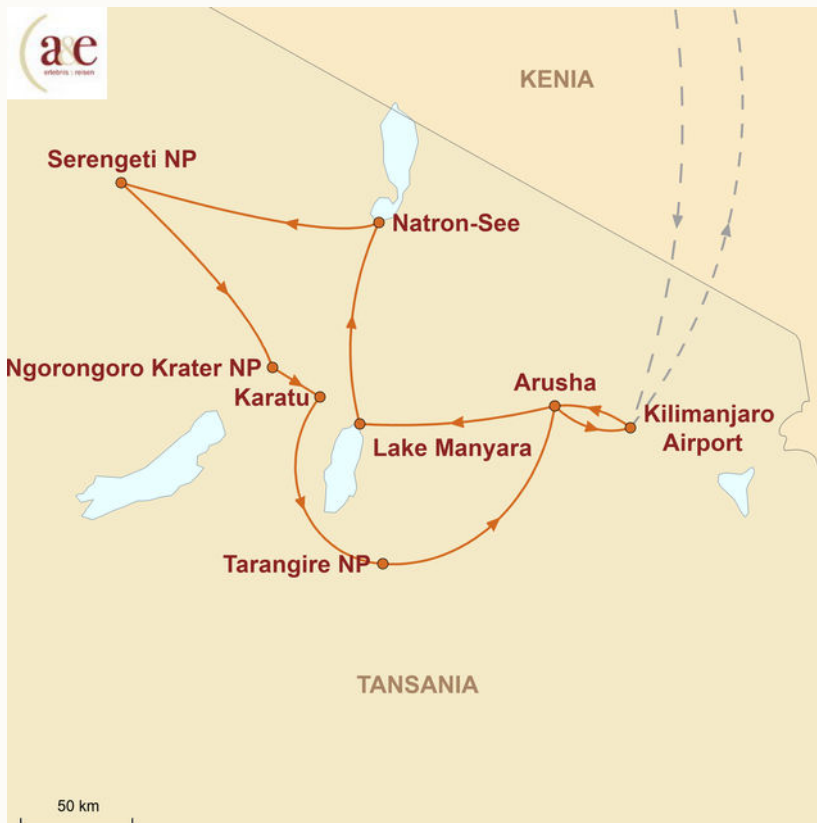 a&e
erlebnis : reisen
KENIA
Serengeti NP
Natron-See
Ngorongoro Krater NP
Karatu
Arusha
Kilimanjaro
Airport
Lake Manyara
Tarangire NP
TANSANIA
50 km